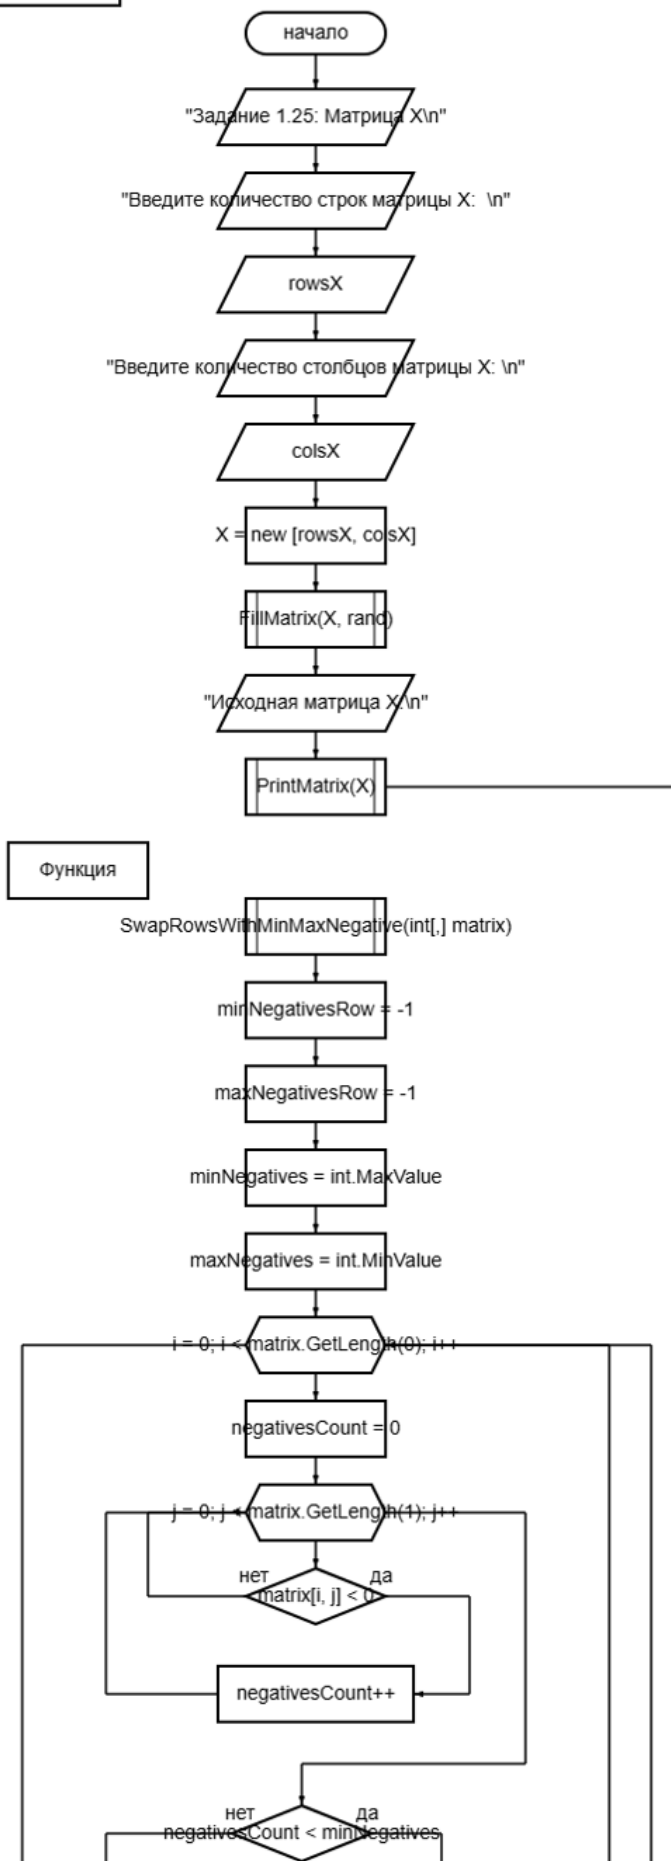 начало
"Задание 1.25: Матрица X\n"
"Введите количество строк матрицы X:  \n"
rowsX
"Введите количество столбцов матрицы X: \n"
colsX
X = new [rowsX, colsX]
FillMatrix(X, rand)
"Исходная матрица X:\n"
PrintMatrix(X)
Функция
SwapRowsWithMinMaxNegative(int[,] matrix)
minNegativesRow = -1
maxNegativesRow = -1
minNegatives = int.MaxValue
maxNegatives = int.MinValue
i = 0; i < matrix.GetLength(0); i++
negativesCount = 0
j = 0; j < matrix.GetLength(1); j++
нет да
matrix[i, j] < 0
negativesCount++
нет да
negativesCount < minNegatives